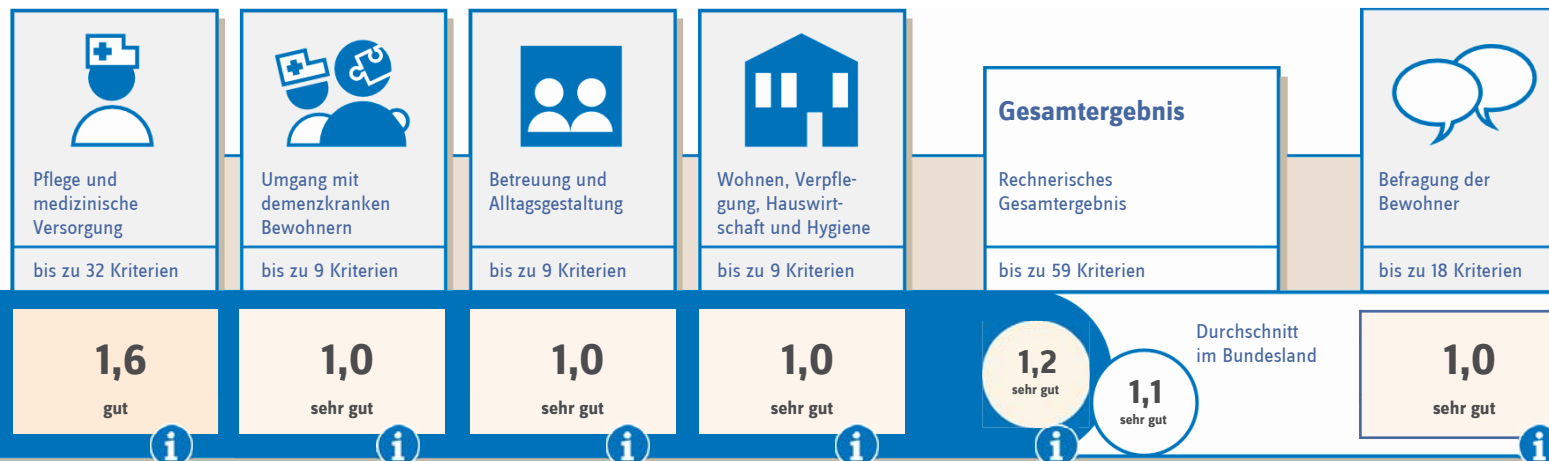 Pflege und
medizinische
Versorgung
bis zu 32 Kriterien
1,6
gut
i
Umgang mit
demenzkranken
Bewohnern
bis zu 9 Kriterien
1,0
sehr gut
i
Betreuung und
Alltagsgestaltung
bis zu 9 Kriterien
1,0
sehr gut
i
Wohnen, Verpfle-
gung, Hauswirt-
schaft und Hygiene
bis zu 9 Kriterien
1,0
sehr gut
i
Gesamtergebnis
Rechnerisches
Gesamtergebnis
bis zu 59 Kriterien
1,2
sehr gut
i
Durchschnitt
im Bundesland
1,1
sehr gut
Befragung der
Bewohner
bis zu 18 Kriterien
1,0
sehr gut
i